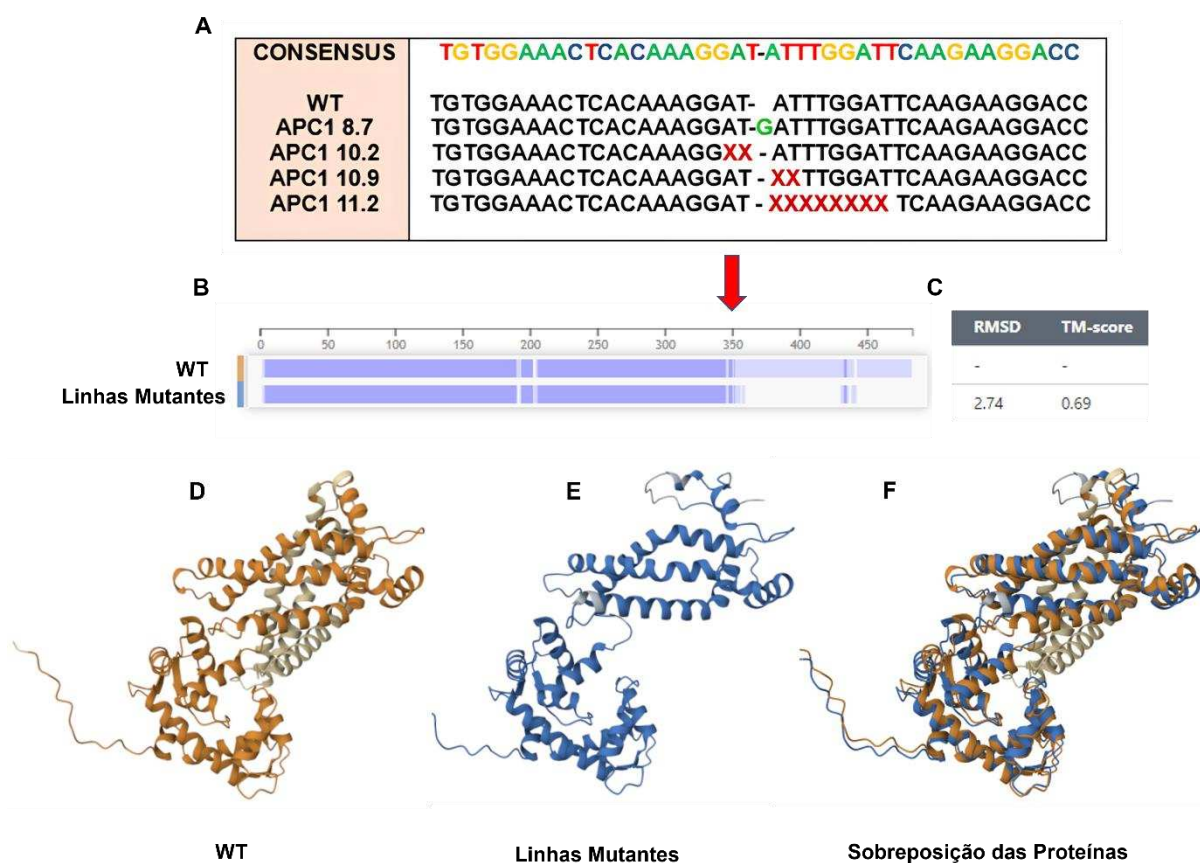 A
CONSENSUS TGTGGAAACTCACAAAGGAT-ATTTGGATTCAAGAAGGACC
WT TGTGGAAACTCACAAAGGAT- ATTTGGATTCAAGAAGGACC
APC1 8.7 TGTGGAAACTCACAAAGGAT-GATTTGGATTCAAGAAGGACC
APC1 10.2 TGTGGAAACTCACAAAGGXX -ATTTGGATTCAAGAAGGACC
APC1 10.9 TGTGGAAACTCACAAAGGAT- XXTTGGATTCAAGAAGGACC
APC1 11.2 TGTGGAAACTCACAAAGGAT- XXXXXXXX TCAAGAAGGACC
B
C
0 50 100 150 200 250 300 350 400 450
WT
Linhas Mutantes
RMSD TM-score
- -
2.74 0.69
D
E
F
WT
Linhas Mutantes
Sobreposição das Proteínas